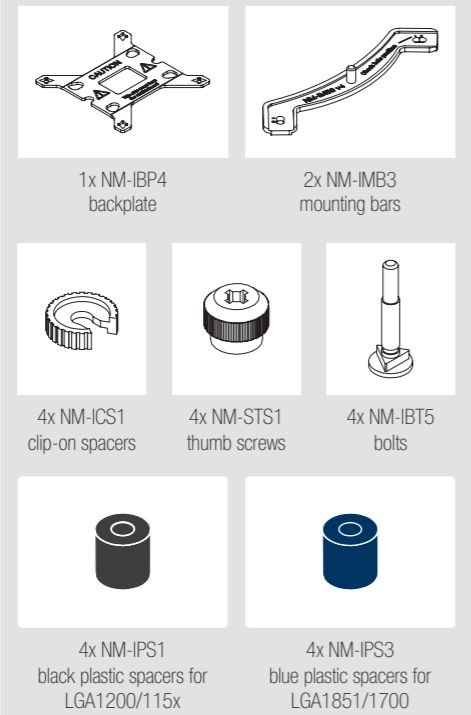 CAUTION
1x NM-IBP4
backplate
2x NM-IMB3
mounting bars
4x NM-ICS1
clip-on spacers
4x NM-STS1
thumb screws
4x NM-IBT5
bolts
4x NM-IPS1
black plastic spacers for
LGA1200/115x
4x NM-IPS3
blue plastic spacers for
LGA1851/1700